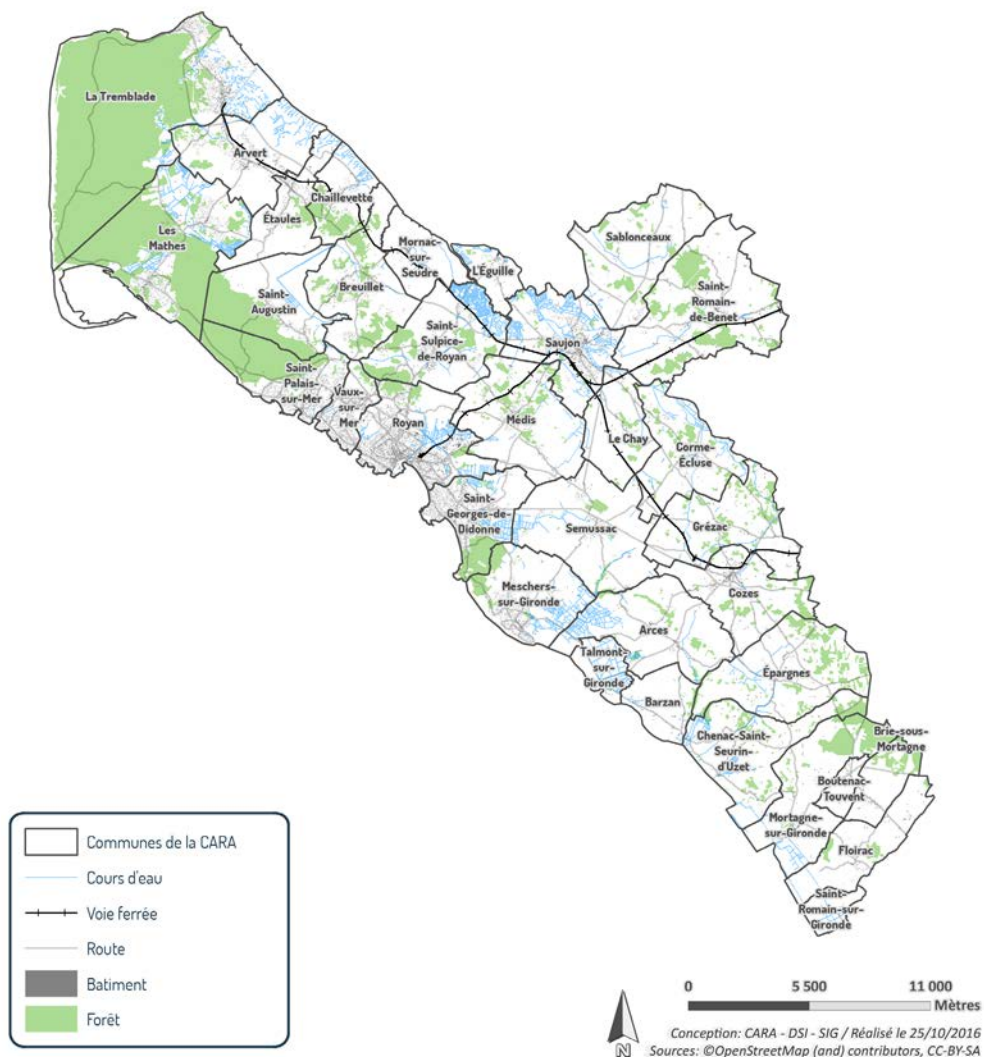 La Tremblade
Arvert
Chaillevette
Étaules
Les
Mathes
Mornac-
sur-
Seudre
L'Éguille
Sablonceaux
Saint-
Romain-
de-Benet
Breuillet
Saint-
Augustin
Saint-
Sulpice-
de-Royan
Saujon
Saint-
Palais-
sur-Mer
Vaux-
sur-
Mer
Royan
Médis
Le Chay
Corme-
Écluse
Saint-
Georges-de-
Didonne
Semussac
Grézac
Meschers-
sur-Gironde
Cozes
Arces
Talmont-
sur-
Gironde
Épargnes
Barzan
Chenac-Saint-
Seurin-
d'Uzet
Brie-sous-
Mortagne
Boutenac-
Touvent
Mortagne-
sur-Gironde
Floirac
Saint-
Romain-sur-
Gironde
Communes de la CARA
Cours d'eau
Voie ferrée
Route
Batiment
Forêt
0 5 500 11 000
Mètres
N
Conception: CARA - DSI - SIG / Réalisé le 25/10/2016
Sources: ©OpenStreetMap (and) contributors, CC-BY-SA